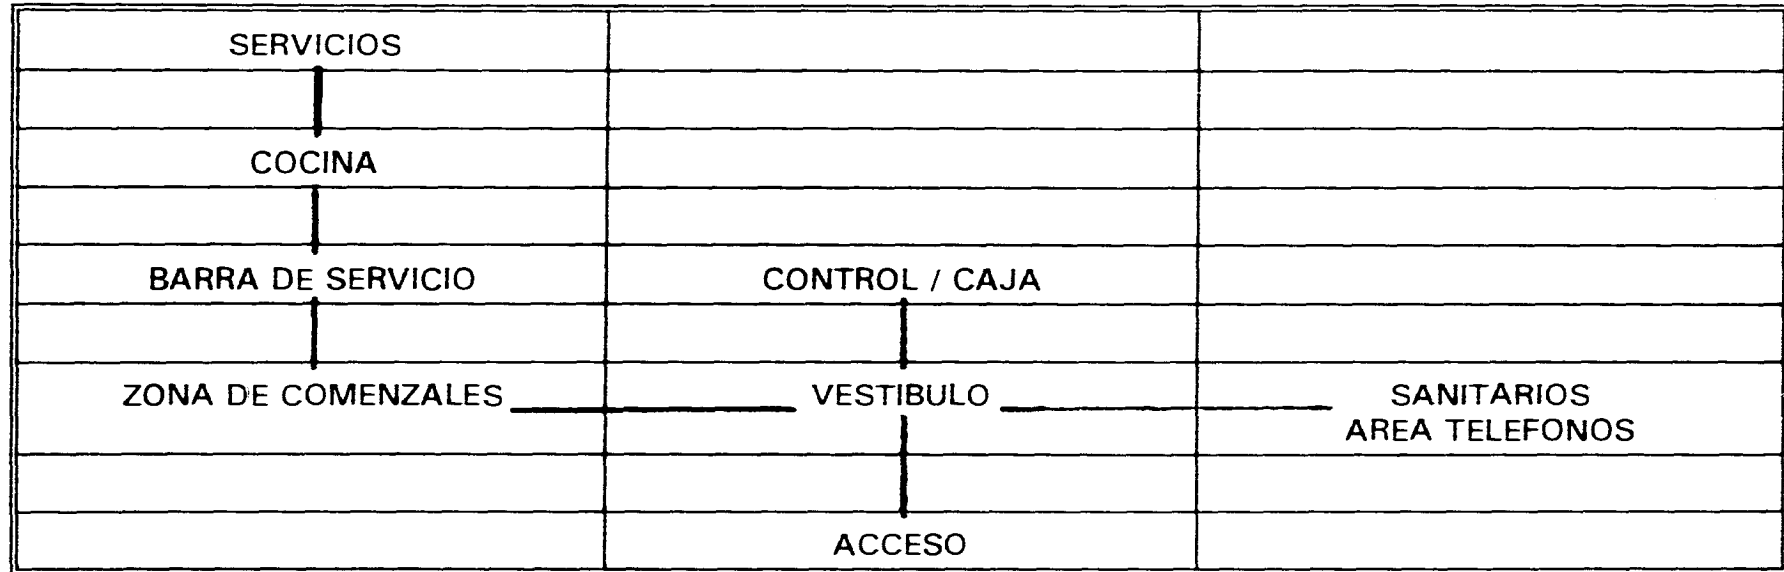 SERVICIOS
COCINA
BARRA DE SERVICIO
CONTROL / CAJA
ZONA DE COMENZALES
VESTIBULO
SANITARIOS
AREA TELEFONOS
ACCESO